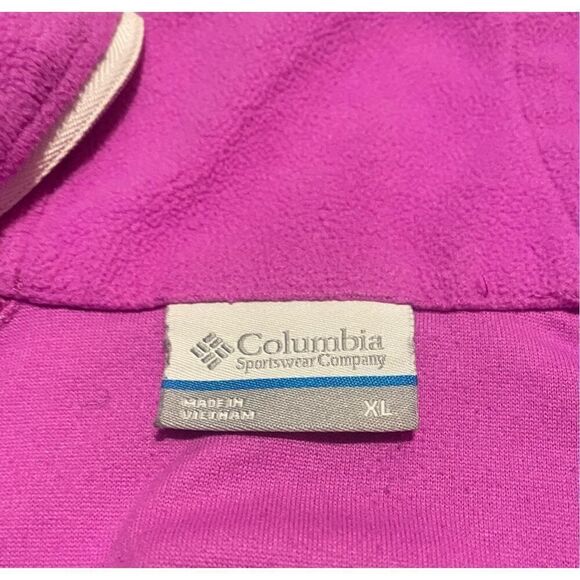 Columbia
Sportswear Company
MADE IN
VIETNAM
XL